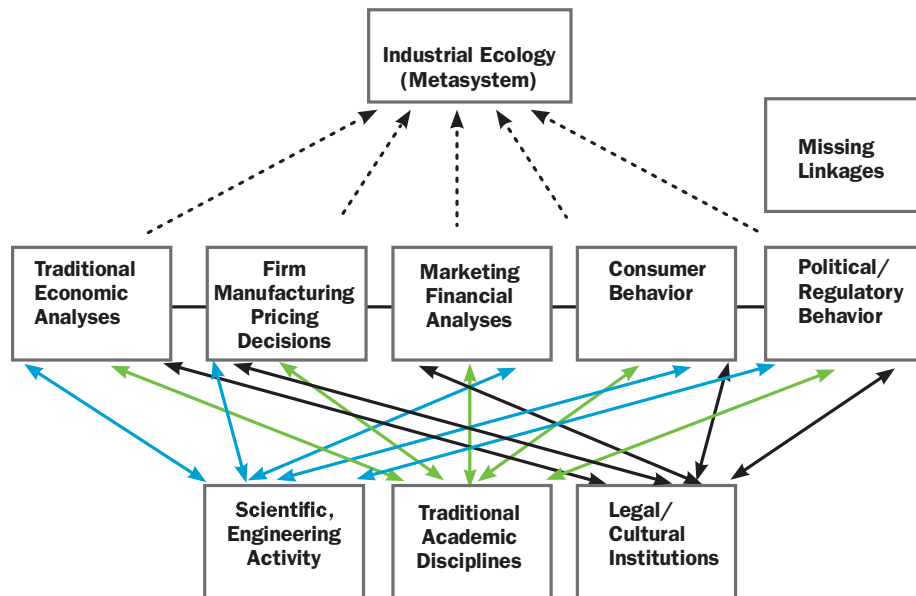 Industrial Ecology
(Metasystem)
Missing
Linkages
Traditional
Economic
Analyses
Firm
Manufacturing
Pricing
Decisions
Marketing
Financial
Analyses
Consumer
Behavior
Political/
Regulatory
Behavior
Scientific,
Engineering
Activity
Traditional
Academic
Disciplines
Legal/
Cultural
Institutions